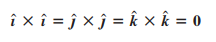 î × î = ĵ × ĵ = k̂ × k̂ = 0